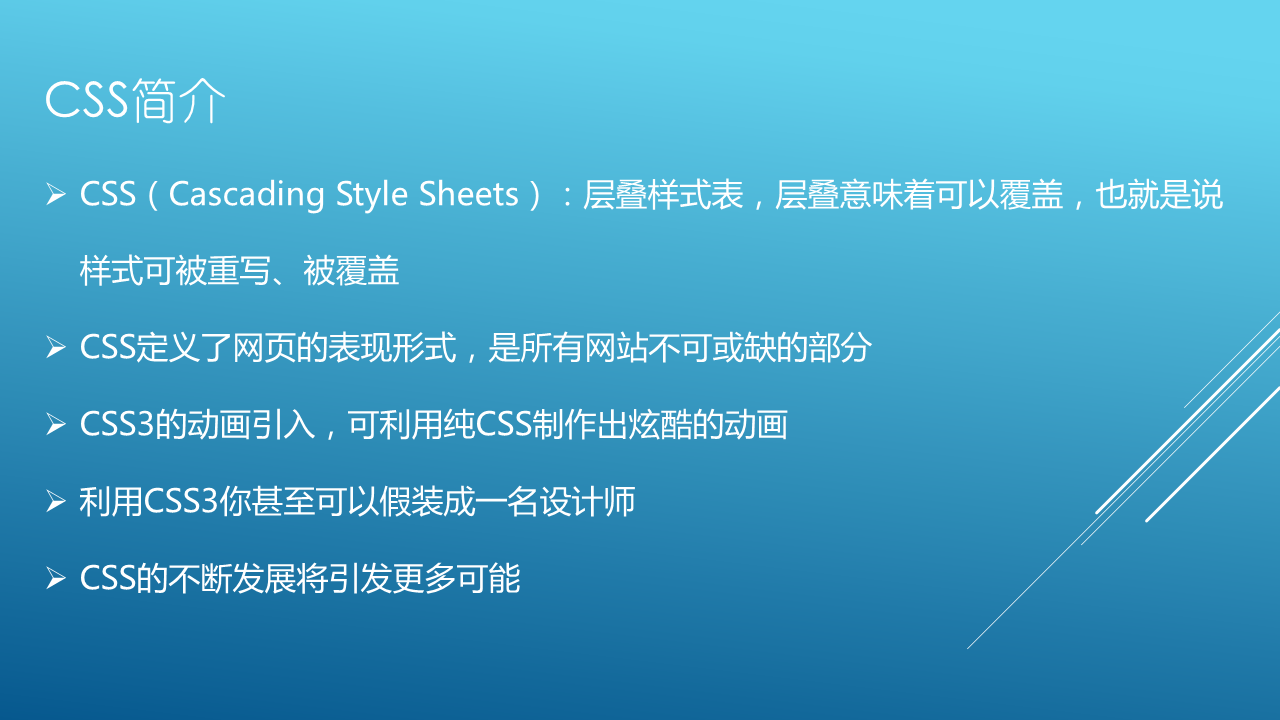 CSS简介
CSS（Cascading Style Sheets）：层叠样式表，层叠意味着可以覆盖，也就是说
样式可被重写、被覆盖
CSS定义了网页的表现形式，是所有网站不可或缺的部分
CSS3的动画引入，可利用纯CSS制作出炫酷的动画
利用CSS3你甚至可以假装成一名设计师
CSS的不断发展将引发更多可能